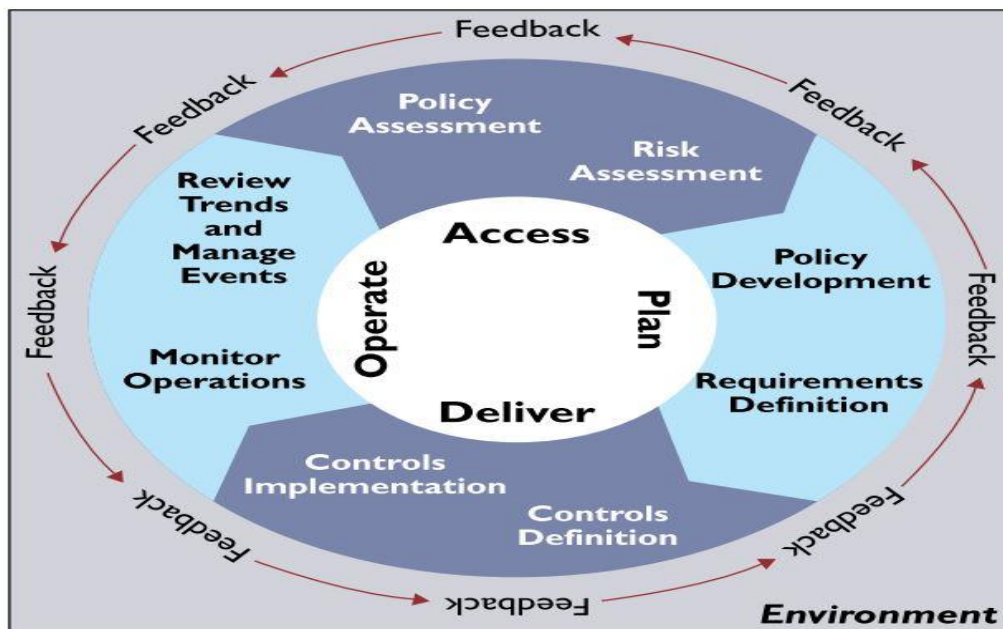 Feedback
Feedback
Feedback
Policy
Assessment
Risk
Assessment
Review
Trends
and
Manage
Events
Access
Policy
Development
Feedback
Operate
Plan
Feedback
Monitor
Operations
Requirements
Definition
Deliver
Controls
Implementation
Controls
Definition
Feedback
Feedback
Feedback
Environment